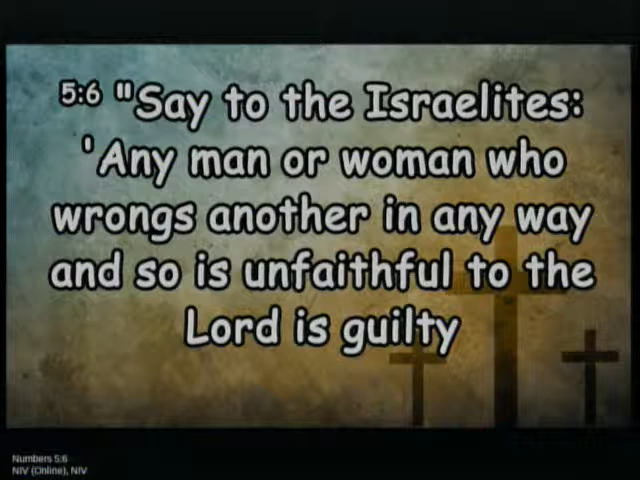 5:6 "Say to the Israelites:
'Any man or woman who
wrongs another in any way
and so is unfaithful to the
Lord is guilty
Numbers 5:6
NIV (Online), NIV